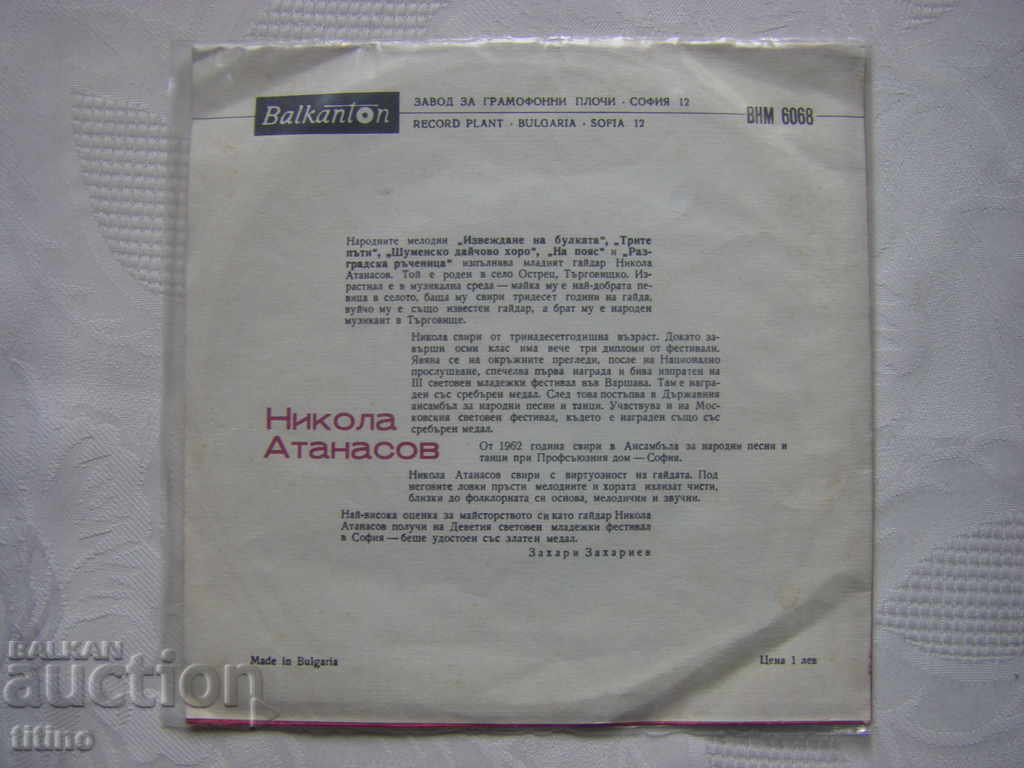 Balkanton
ЗАВОД ЗА ГРАМОФОННИ ПЛОЧИ · СОФИЯ 12
RECORD PLANT · BULGARIA · SOFIA 12
ВНМ 6068
Народните мелодии „Извеждане на булката“, „Трите
пъти“, „Шуменско дайчово хоро“, „На пояс“ и „Раз-
градска ръченица“ изпълнява младият гайдар Никола
Атанасов. Той е роден в село Острец, Търговищко. Из-
растнал е в музикална среда — майка му е най-добрата пе-
вица в селото, баща му свири тридесет години на гайда,
вуйчо му е също известен гайдар, а брат му е народен
музикант в Търговище.
Никола свири от тринадесетгодишна възраст. Докато за-
върши осми клас има вече три дипломи от фестивали.
Явява се на окръжните прегледи, после на Национално
прослушване, спечелва първа награда и бива изпратен на
III световен младежки фестивал във Варшава. Там е награ-
ден със сребърен медал. След това постъпва в Държавния
ансамбъл за народни песни и танци. Участвува и на Мос-
ковския световен фестивал, където е награден също със
сребърен медал.
Никола
Атанасов
От 1962 година свири в Ансамбъла за народни песни и
танци при Профсъюзния дом — София.
Никола Атанасов свири с виртуозност на гайдата. Под
неговите ловки пръсти мелодиите и хората излизат чисти,
близки до фолклорната си основа, мелодични и звучни.
Най-висока оценка за майсторството си като гайдар Никола
Атанасов получи на Деветия световен младежки фестивал
в София — беше удостоен със златен медал.
Захари Захариев
Made in Bulgaria
Цена 1 лев
BALKAN
auction
titino